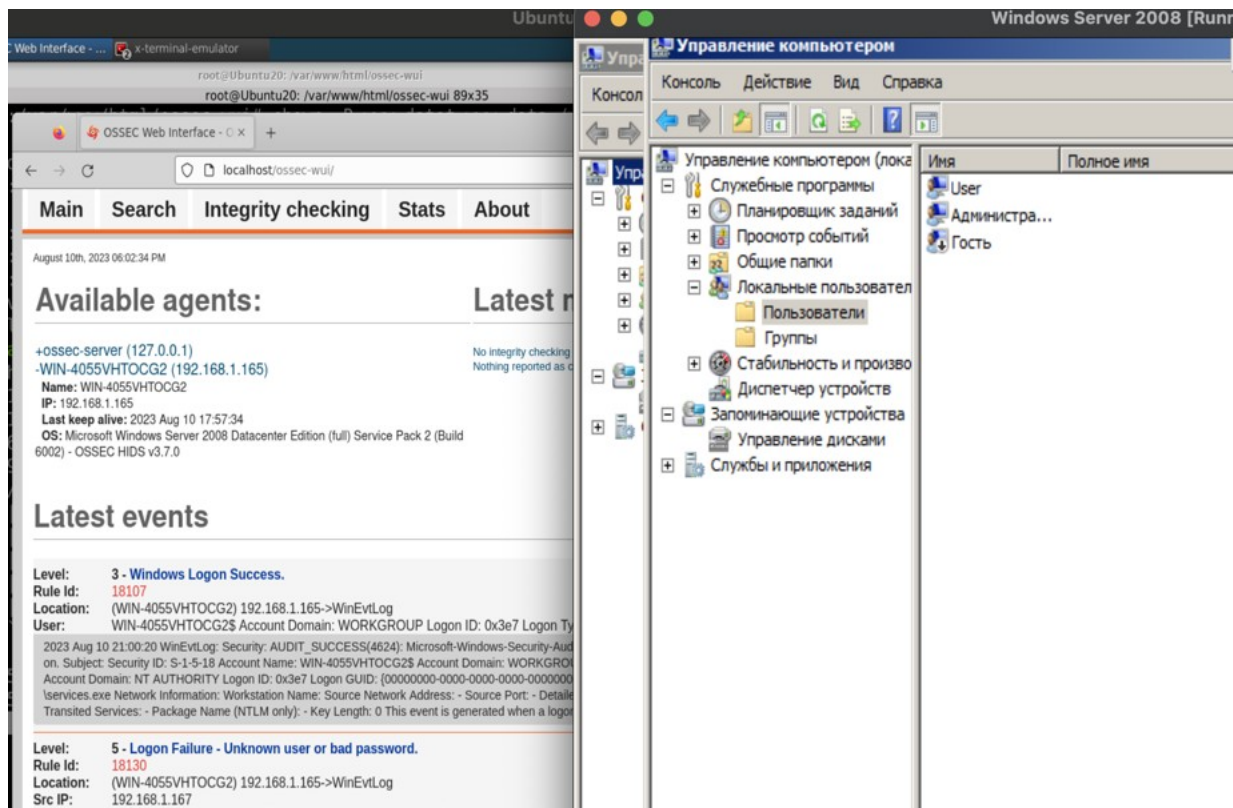 Ubuntu
Windows Server 2008 [Runn
Web Interface - ...
x-terminal-emulator
root@Ubuntu20: /var/www/html/ossec-wui
root@Ubuntu20: /var/www/html/ossec-wui 89x35
OSSEC Web Interface - O
localhost/ossec-wui/
Main Search Integrity checking Stats About
August 10th, 2023 06:02:34 PM
Available agents:
Latest
+ossec-server (127.0.0.1)
-WIN-4055VHTOCG2 (192.168.1.165)
Name: WIN-4055VHTOCG2
IP: 192.168.1.165
Last keep alive: 2023 Aug 10 17:57:34
OS: Microsoft Windows Server 2008 Datacenter Edition (full) Service Pack 2 (Build
6002) - OSSEC HIDS v3.7.0
No integrity checking
Nothing reported as c
Latest events
Level: 3 - Windows Logon Success.
Rule Id: 18107
Location: (WIN-4055VHTOCG2) 192.168.1.165->WinEvtLog
User: WIN-4055VHTOCG2$ Account Domain: WORKGROUP Logon ID: 0x3e7 Logon Ty
2023 Aug 10 21:00:20 WinEvtLog: Security: AUDIT_SUCCESS(4624): Microsoft-Windows-Security-Aud
on. Subject: Security ID: S-1-5-18 Account Name: WIN-4055VHTOCG2$ Account Domain: WORKGROU
Account Domain: NT AUTHORITY Logon ID: 0x3e7 Logon GUID: {00000000-0000-0000-0000-0000000
\services.exe Network Information: Workstation Name: Source Network Address: - Source Port: - Detaile
Transited Services: - Package Name (NTLM only): - Key Length: 0 This event is generated when a logon
Level: 5 - Logon Failure - Unknown user or bad password.
Rule Id: 18130
Location: (WIN-4055VHTOCG2) 192.168.1.165->WinEvtLog
Src IP: 192.168.1.167
Упра
Консол
Упр
Управление компьютером
Консоль Действие Вид Справка
Управление компьютером (лока
Служебные программы
Планировщик заданий
Просмотр событий
Общие папки
Локальные пользовател
Пользователи
Группы
Стабильность и произво
Диспетчер устройств
Запоминающие устройства
Управление дисками
Службы и приложения
Имя Полное имя
User
Администра...
Гость